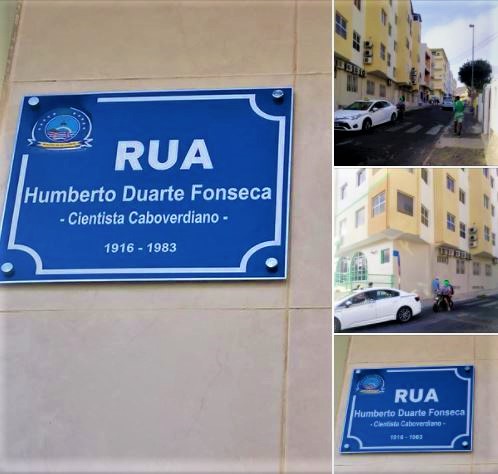 RUA
Humberto Duarte Fonseca
- Cientista Caboverdiano -
1916 - 1983
RUA
Humberto Duarte Fonseca
- Cientista Caboverdiano -
1916 - 1983